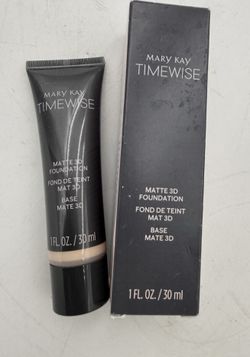 MARY KAY
TIMEWISE
MATTE 3D
FOUNDATION
FOND DE TEINT
MAT 3D
BASE
MATE 3D
1 FL. OZ. / 30 ml
MARY KAY
TIMEWISE
MATTE 3D
FOUNDATION
FOND DE TEINT
MAT 3D
BASE
MATE 3D
1 FL. OZ. / 30 ml